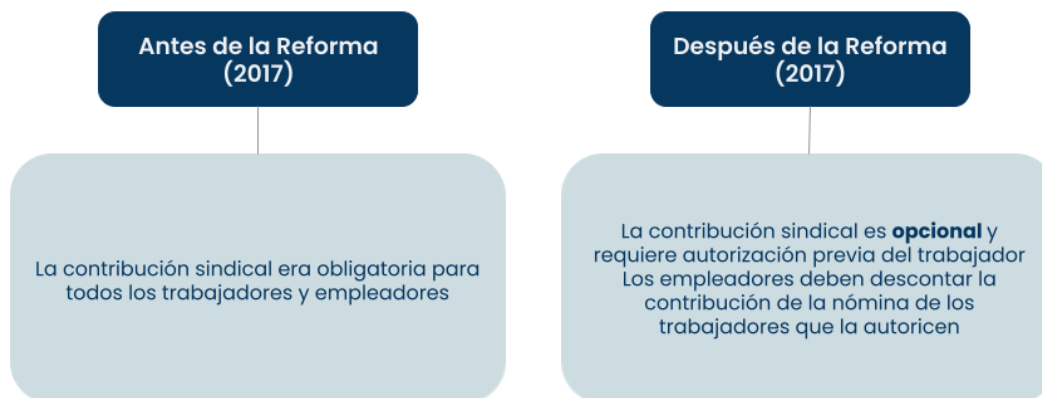 Antes de la Reforma
(2017)
La contribución sindical era obligatoria para
todos los trabajadores y empleadores
Después de la Reforma
(2017)
La contribución sindical es opcional y
requiere autorización previa del trabajador
Los empleadores deben descontar la
contribución de la nómina de los
trabajadores que la autoricen